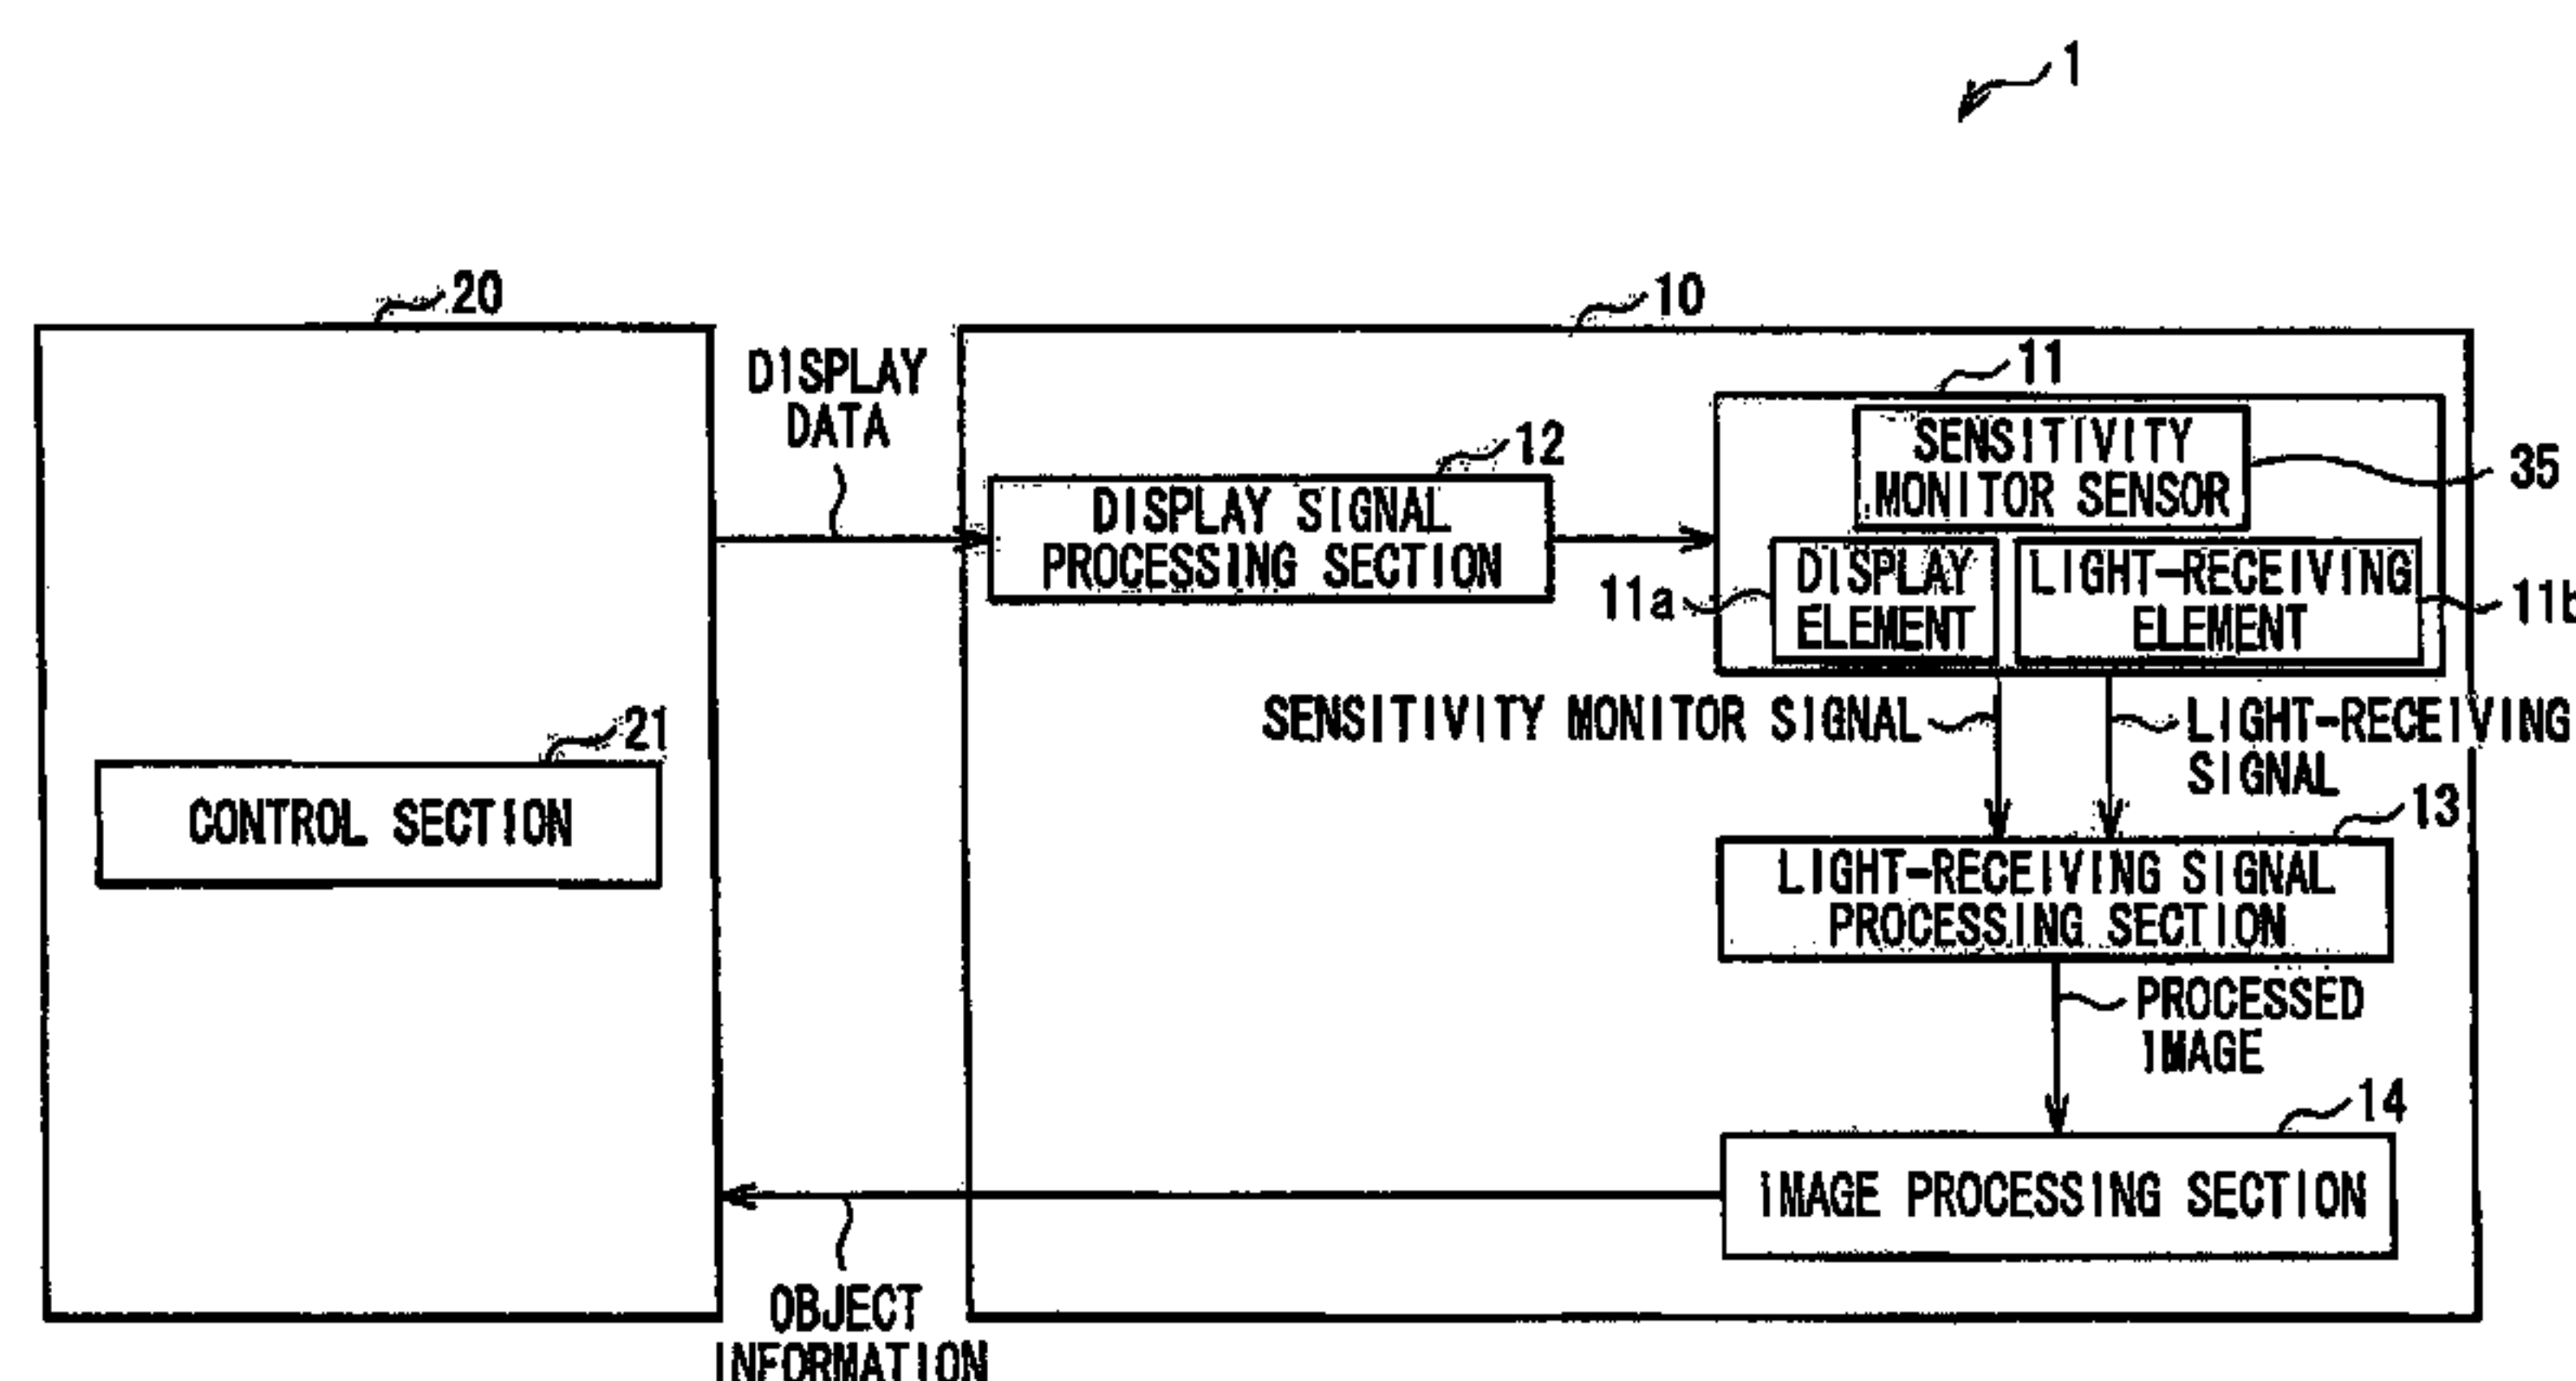 1
20
10
DISPLAY
DATA
11
12
SENSITIVITY
MONITOR SENSOR
35
DISPLAY SIGNAL
PROCESSING SECTION
11a
DISPLAY
ELEMENT
LIGHT-RECEIVING
ELEMENT
11b
SENSITIVITY MONITOR SIGNAL
LIGHT-RECEIVING
SIGNAL
21
CONTROL SECTION
13
LIGHT-RECEIVING SIGNAL
PROCESSING SECTION
PROCESSED
IMAGE
14
IMAGE PROCESSING SECTION
OBJECT
INFORMATION